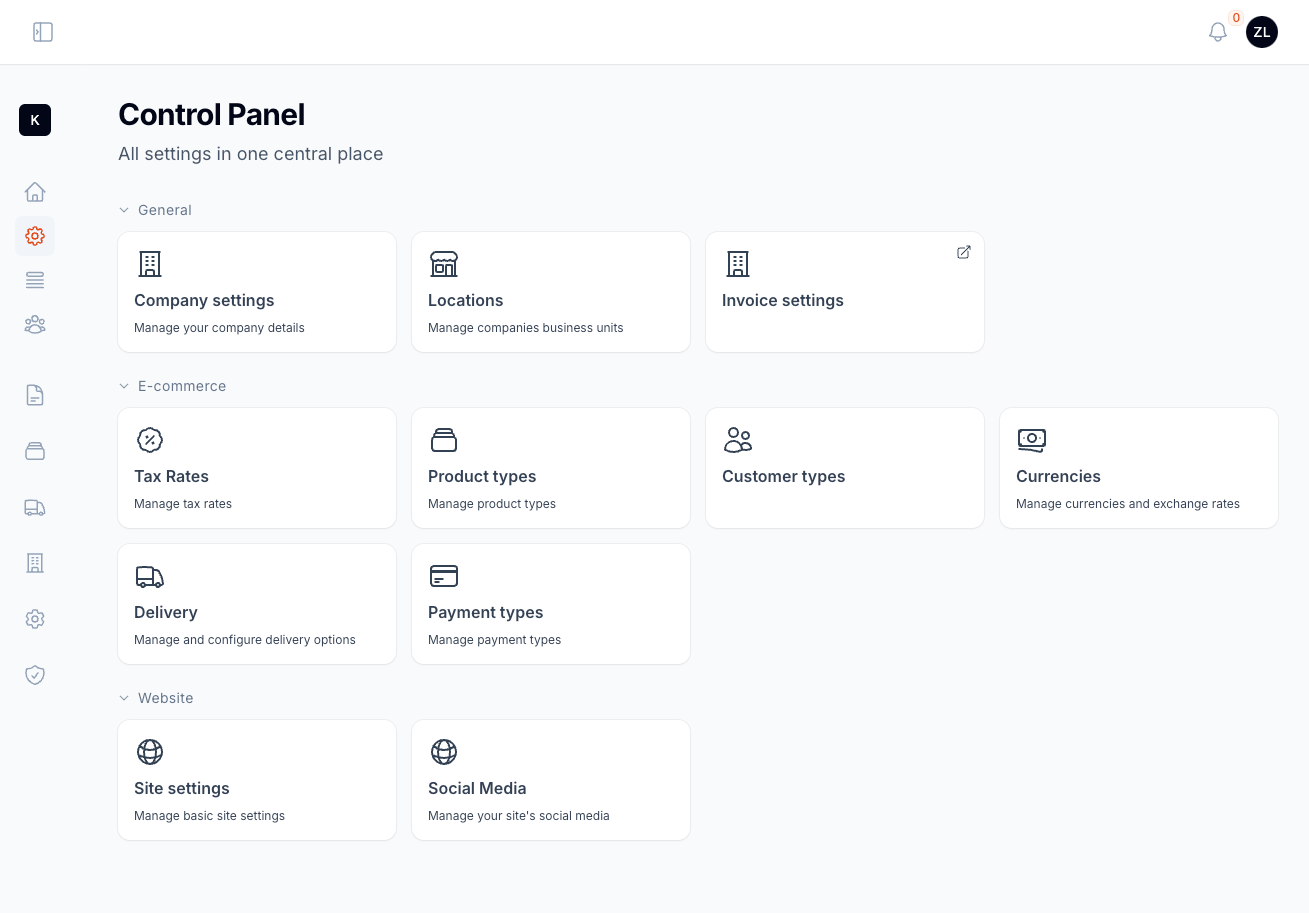 0
ZL
K
Control Panel
All settings in one central place
General
Company settings
Manage your company details
Locations
Manage companies business units
Invoice settings
E-commerce
Tax Rates
Manage tax rates
Product types
Manage product types
Customer types
Currencies
Manage currencies and exchange rates
Delivery
Manage and configure delivery options
Payment types
Manage payment types
Website
Site settings
Manage basic site settings
Social Media
Manage your site's social media